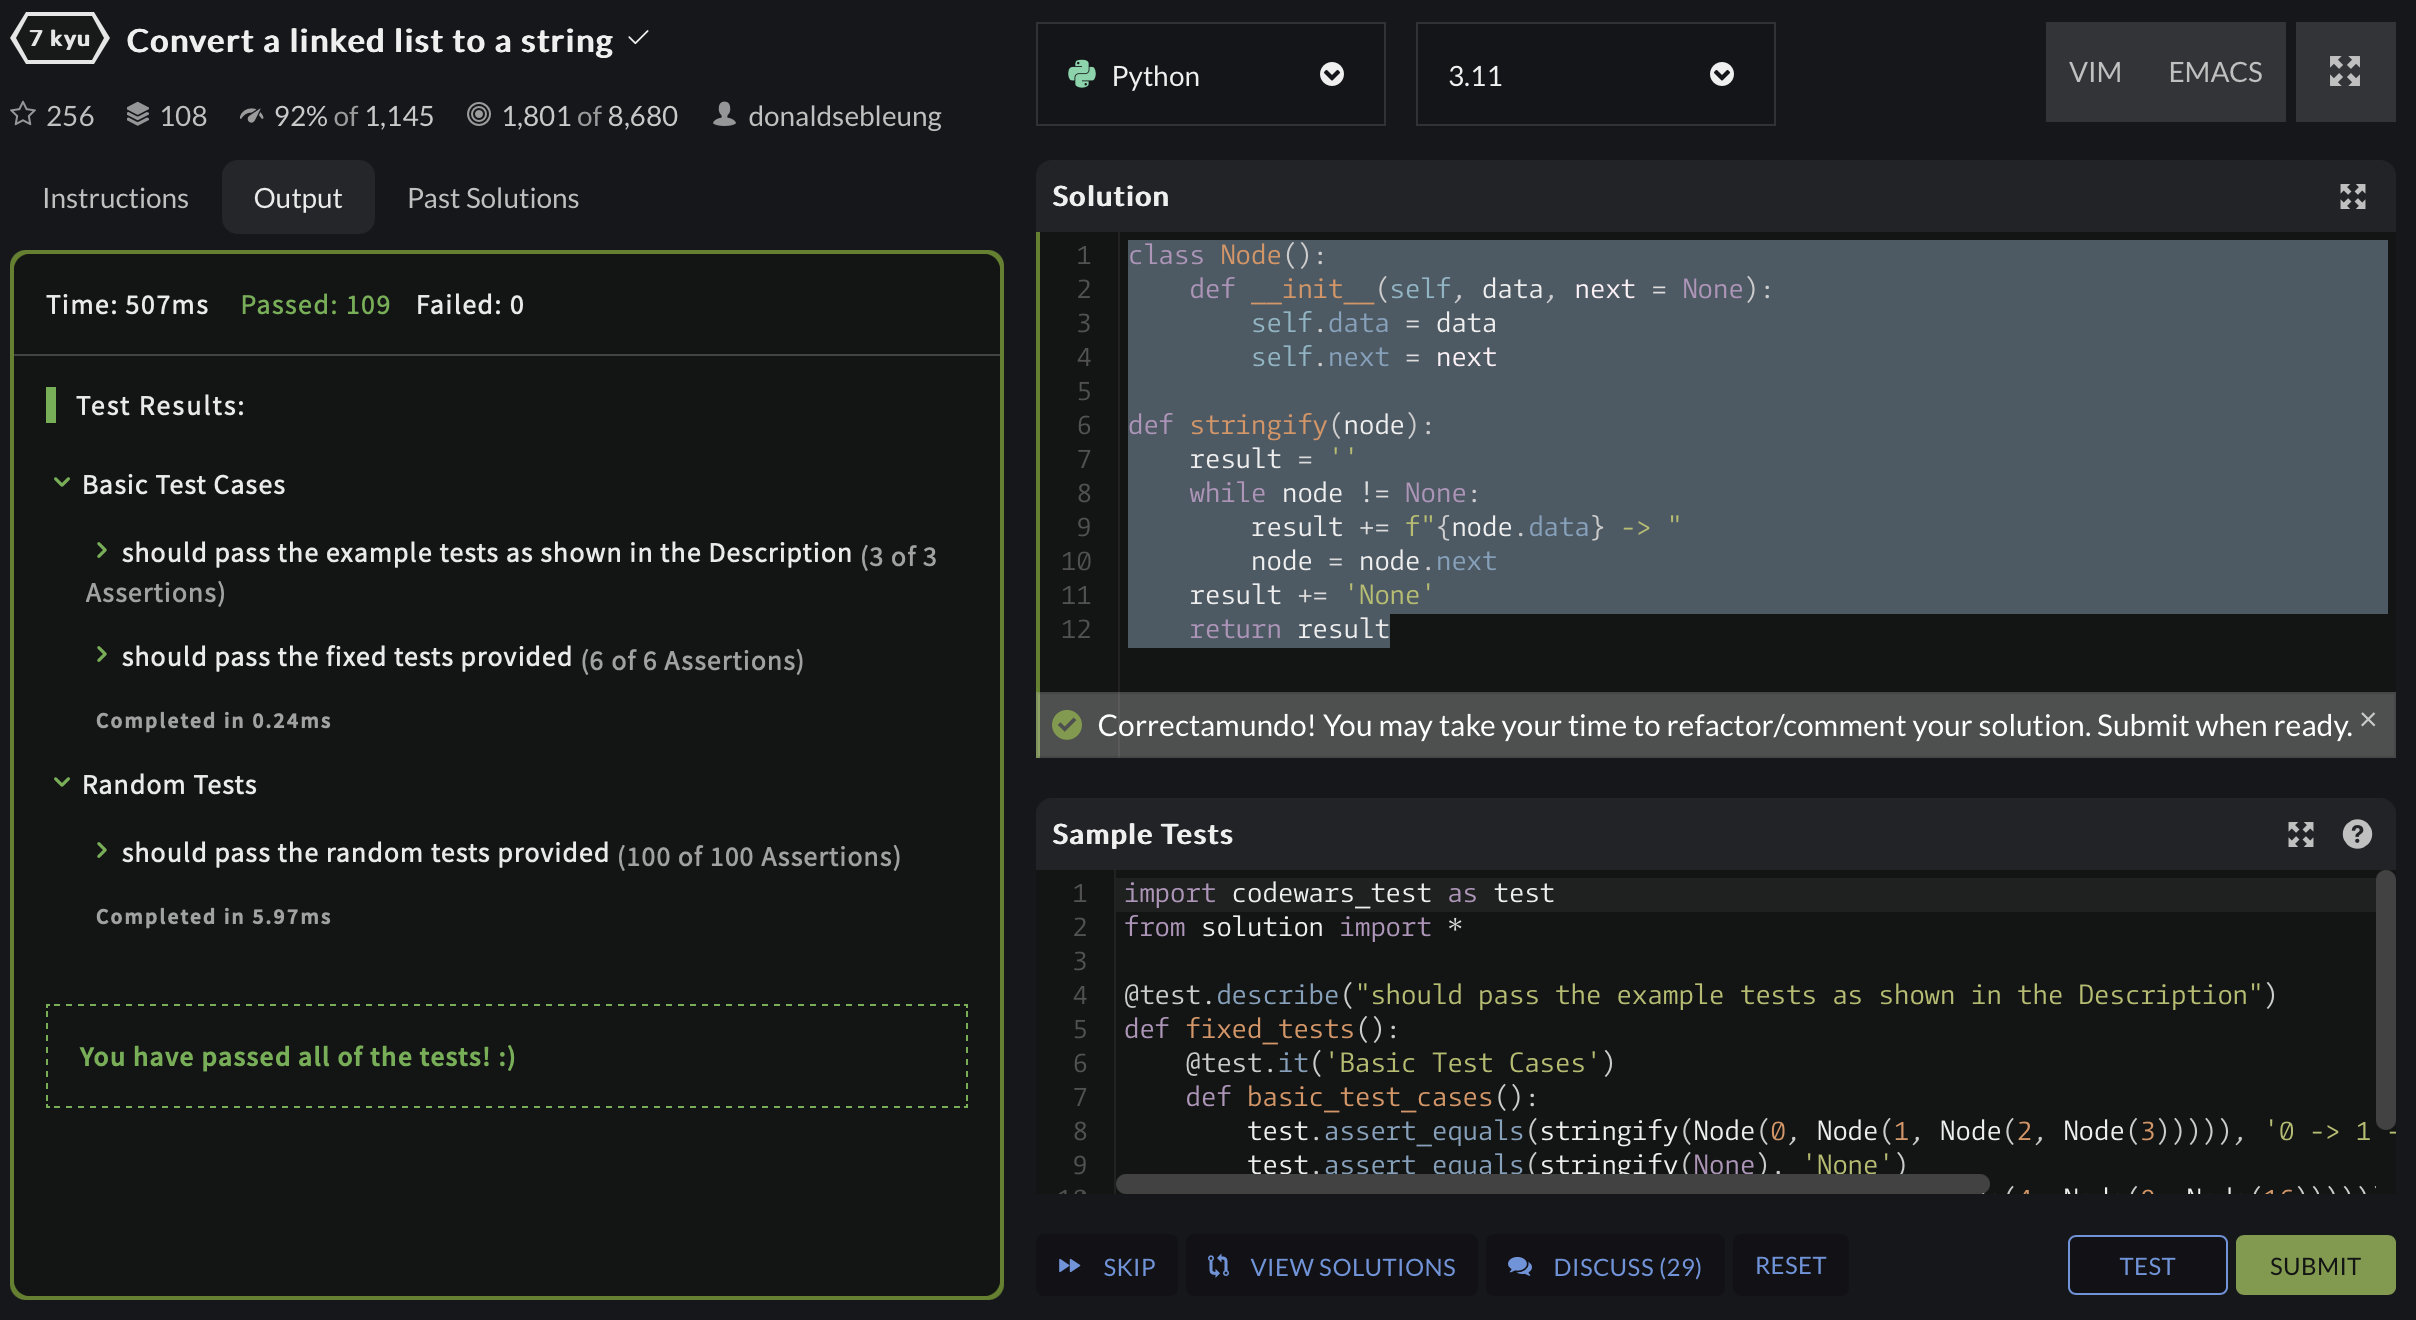 7 kyu
Convert a linked list to a string
256 108 92% of 1,145 1,801 of 8,680 donaldsebleung
Instructions Output Past Solutions
Time: 507ms Passed: 109 Failed: 0
Test Results:
Basic Test Cases
should pass the example tests as shown in the Description (3 of 3
Assertions)
should pass the fixed tests provided (6 of 6 Assertions)
Completed in 0.24ms
Random Tests
should pass the random tests provided (100 of 100 Assertions)
Completed in 5.97ms
You have passed all of the tests! :)
Python
3.11
VIM EMACS
Solution
1 class Node():
2     def __init__(self, data, next = None):
3         self.data = data
4         self.next = next
5
6 def stringify(node):
7     result = ''
8     while node != None:
9         result += f"{node.data} -> "
10         node = node.next
11     result += 'None'
12     return result
Correctamundo! You may take your time to refactor/comment your solution. Submit when ready. ×
Sample Tests
1 import codewars_test as test
2 from solution import *
3
4 @test.describe("should pass the example tests as shown in the Description")
5 def fixed_tests():
6     @test.it('Basic Test Cases')
7     def basic_test_cases():
8         test.assert_equals(stringify(Node(0, Node(1, Node(2, Node(3))))), '0 -> 1 -
9         test.assert_equals(stringify(None), 'None')
SKIP VIEW SOLUTIONS DISCUSS (29) RESET TEST SUBMIT